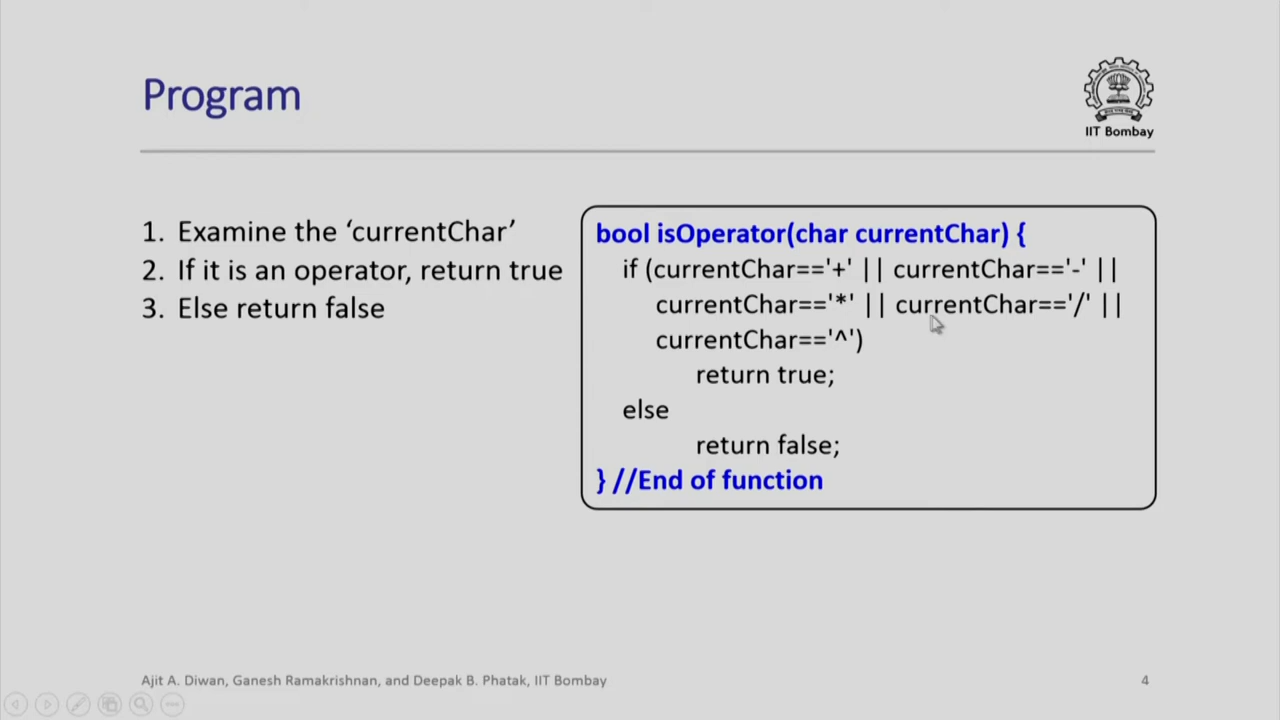 Program
IIT Bombay
1. Examine the ‘currentChar’
2. If it is an operator, return true
3. Else return false
bool isOperator(char currentChar) {
if (currentChar=='+' || currentChar=='-' ||
currentChar=='*' || currentChar=='/' ||
currentChar=='^')
return true;
else
return false;
} //End of function
Ajit A. Diwan, Ganesh Ramakrishnan, and Deepak B. Phatak, IIT Bombay
4